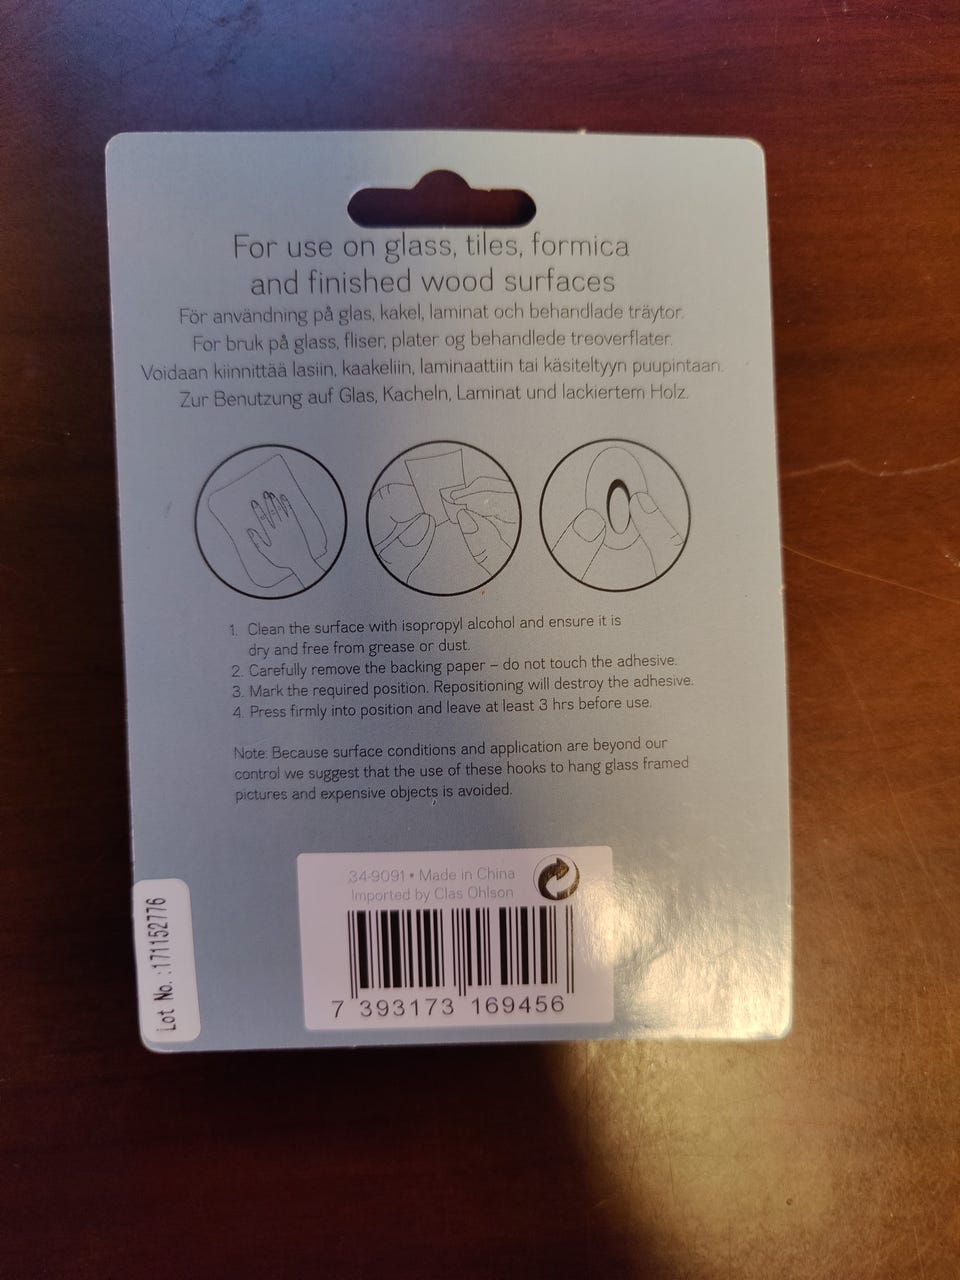 For use on glass, tiles, formica
and finished wood surfaces
För användning på glas, kakel, laminat och behandlade träytor.
For bruk på glass, fliser, plater og behandlede treoverflater.
Voidaan kiinnittää lasiin, kaakeliin, laminaattiin tai käsiteltyyn puupintaan.
Zur Benutzung auf Glas, Kacheln, Laminat und lackiertem Holz.
1. Clean the surface with isopropyl alcohol and ensure it is
dry and free from grease or dust.
2. Carefully remove the backing paper – do not touch the adhesive.
3. Mark the required position. Repositioning will destroy the adhesive.
4. Press firmly into position and leave at least 3 hrs before use.
Note: Because surface conditions and application are beyond our
control we suggest that the use of these hooks to hang glass framed
pictures and expensive objects is avoided.
34-9091 • Made in China
Imported by Clas Ohlson
7 393173 169456
Lot No. :171152776